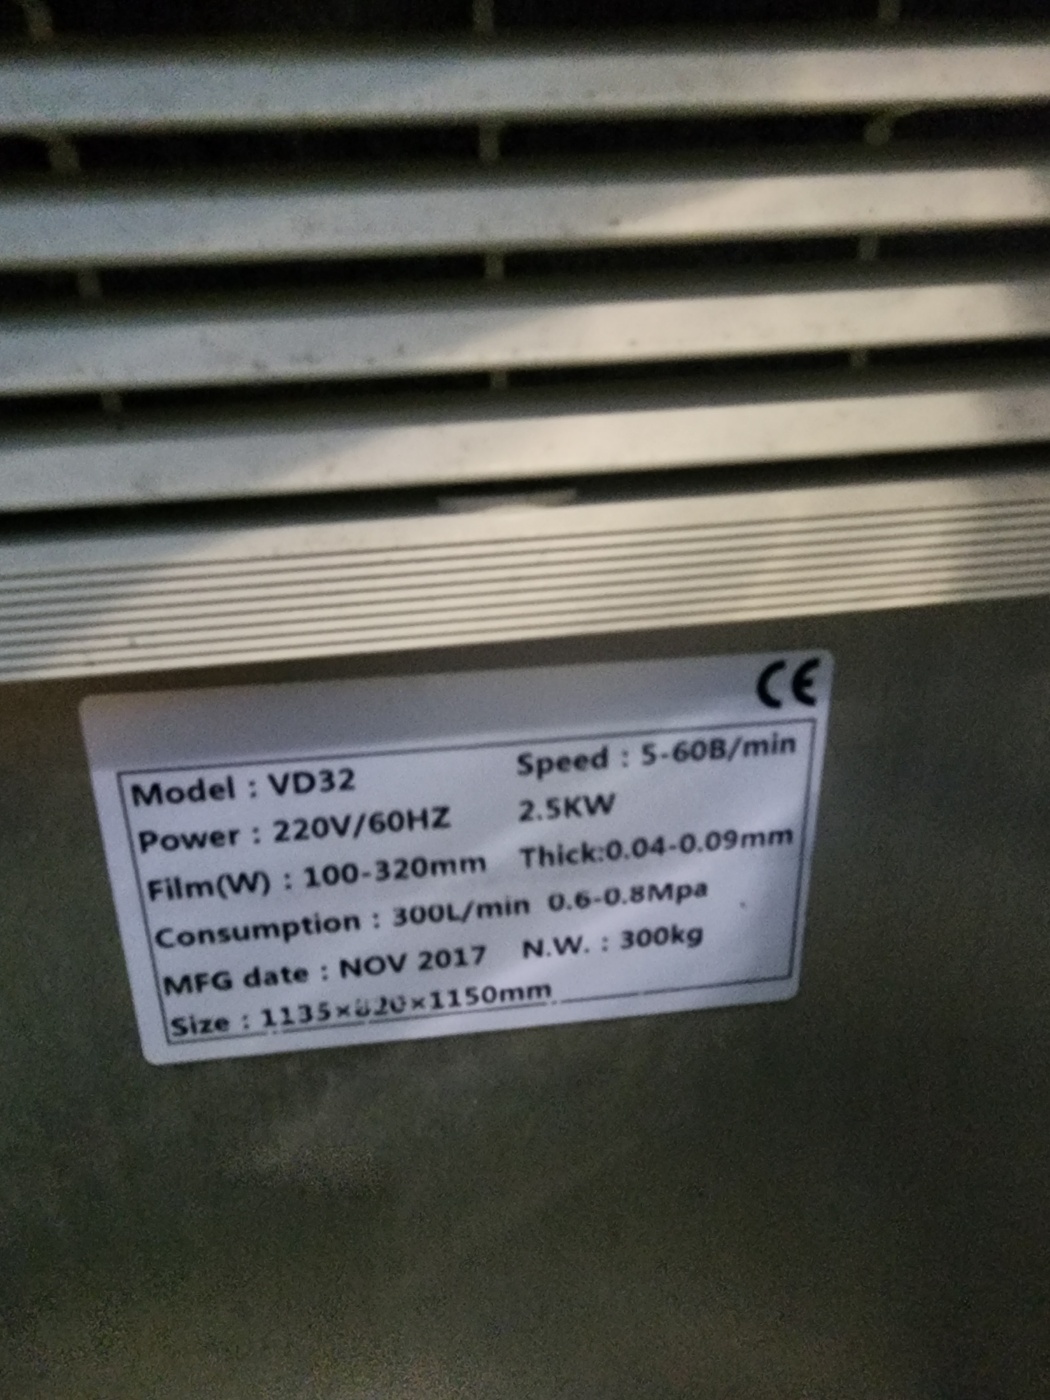 CE
Model : VD32 Speed : 5-60B/min
Power : 220V/60HZ 2.5KW
Film(W) : 100-320mm Thick:0.04-0.09mm
Consumption : 300L/min 0.6-0.8Mpa
MFG date : NOV 2017 N.W. : 300kg
Size : 1135×820×1150mm